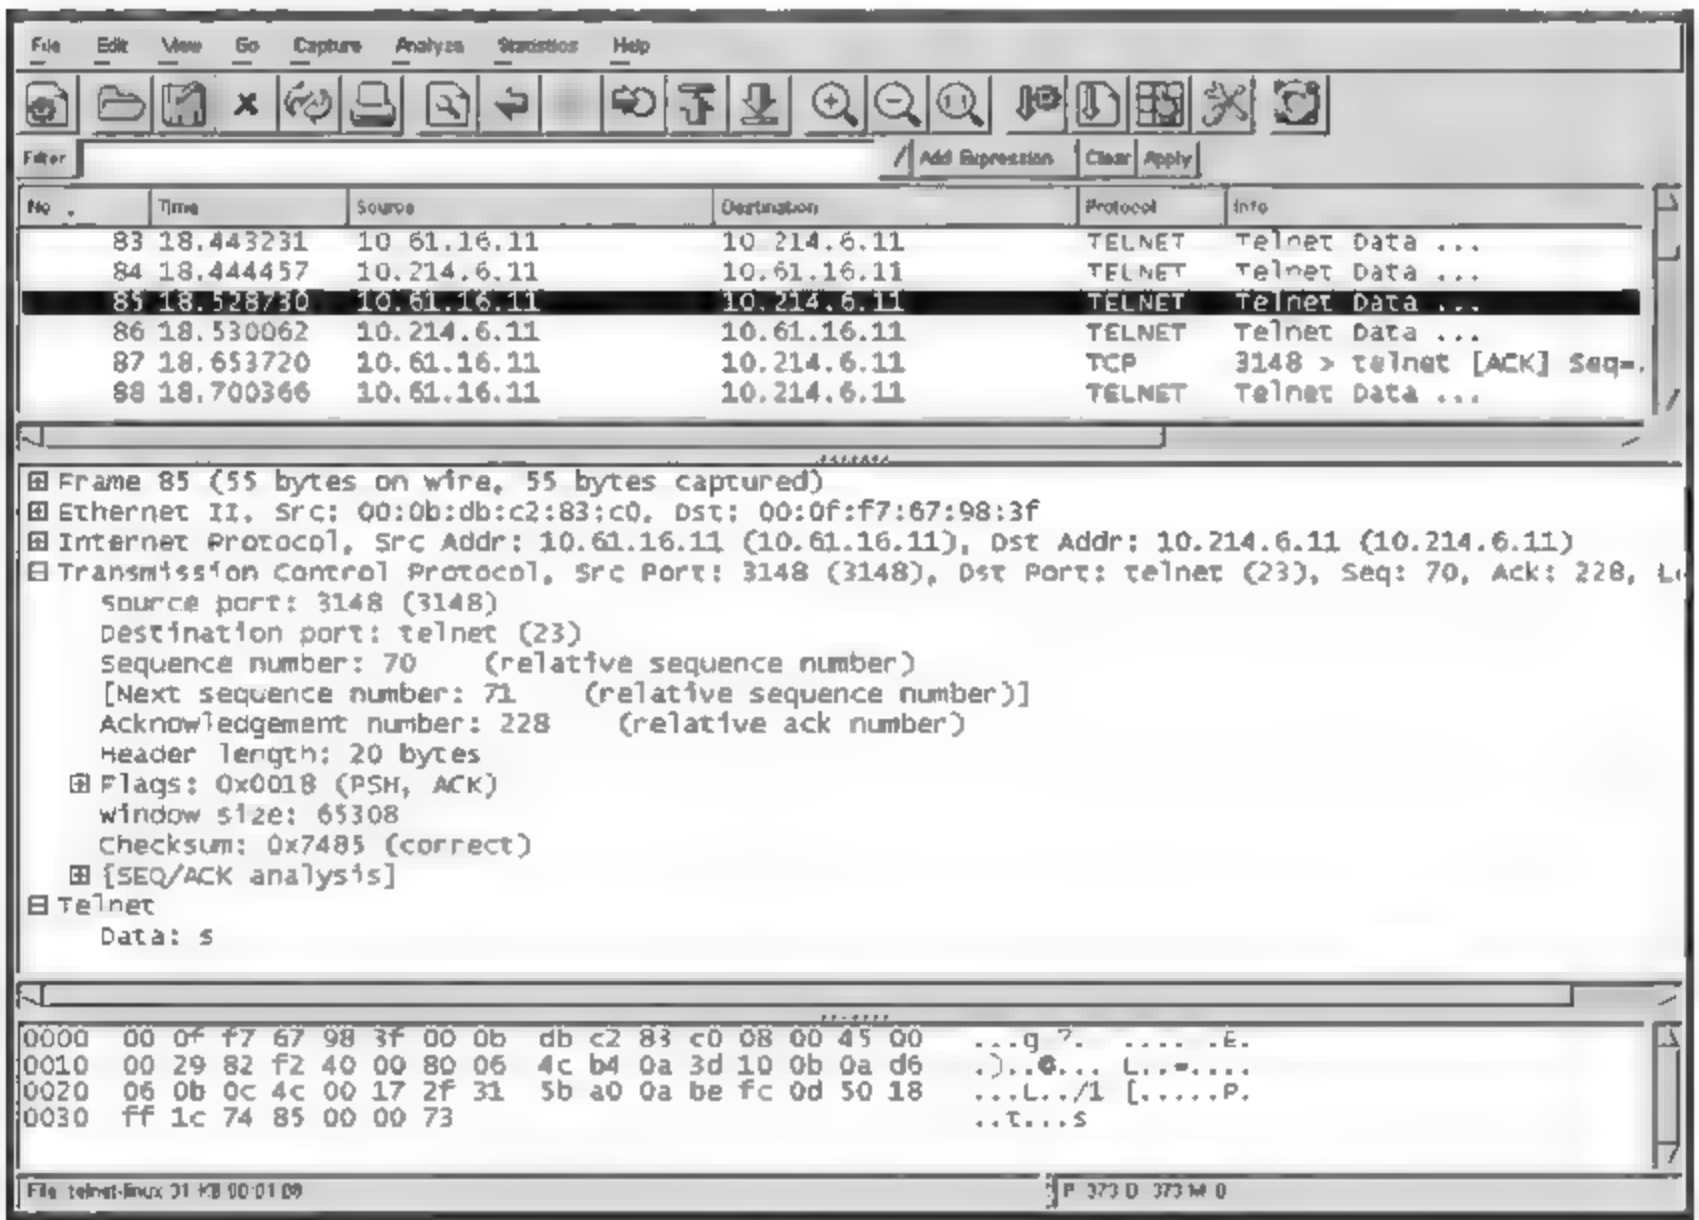 File Edit View Go Capture Analyze Statistics Help
Filter Add Expression Clear Apply
No. Time Source Destination Protocol Info
83 18.443231 10.61.16.11 10.214.6.11 TELNET Telnet Data ...
84 18.444457 10.214.6.11 10.61.16.11 TELNET Telnet Data ...
85 18.528730 10.61.16.11 10.214.6.11 TELNET Telnet Data ...
86 18.530062 10.214.6.11 10.61.16.11 TELNET Telnet Data ...
87 18.653720 10.61.16.11 10.214.6.11 TCP 3148 > telnet [ACK] Seq=.
88 18.700366 10.61.16.11 10.214.6.11 TELNET Telnet Data ...
Frame 85 (55 bytes on wire, 55 bytes captured)
Ethernet II, Src: 00:0b:db:c2:83:c0, Dst: 00:0f:f7:67:98:3f
Internet Protocol, Src Addr: 10.61.16.11 (10.61.16.11), Dst Addr: 10.214.6.11 (10.214.6.11)
Transmission Control Protocol, Src Port: 3148 (3148), Dst Port: telnet (23), Seq: 70, Ack: 228,
Source port: 3148 (3148)
Destination port: telnet (23)
Sequence number: 70 (relative sequence number)
[Next sequence number: 71 (relative sequence number)]
Acknowledgement number: 228 (relative ack number)
Header length: 20 bytes
Flags: 0x0018 (PSH, ACK)
Window size: 65308
Checksum: 0x7485 (correct)
[SEQ/ACK analysis]
Telnet
Data: s
0000 00 0f f7 67 98 3f 00 0b db c2 83 c0 08 00 45 00 ...g.?.. ......E.
0010 00 29 82 f2 40 00 80 06 4c b4 0a 3d 10 0b 0a d6 .)..@... L..=....
0020 06 0b 0c 4c 00 17 2f 31 5b a0 0a be fc 0d 50 18 ...L../1 [.....P.
0030 ff 1c 74 85 00 00 73 ..t...s
File: telnet-linux 31 KB 00:01:08
P: 373 D: 373 M: 0